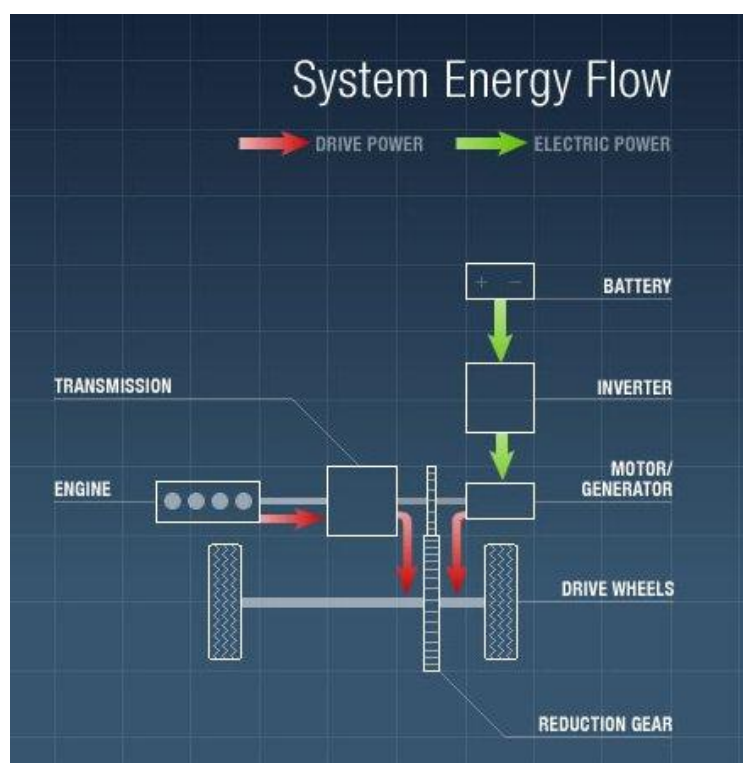 System Energy Flow
DRIVE POWER
ELECTRIC POWER
+ −
BATTERY
TRANSMISSION
INVERTER
ENGINE
MOTOR/
GENERATOR
DRIVE WHEELS
REDUCTION GEAR